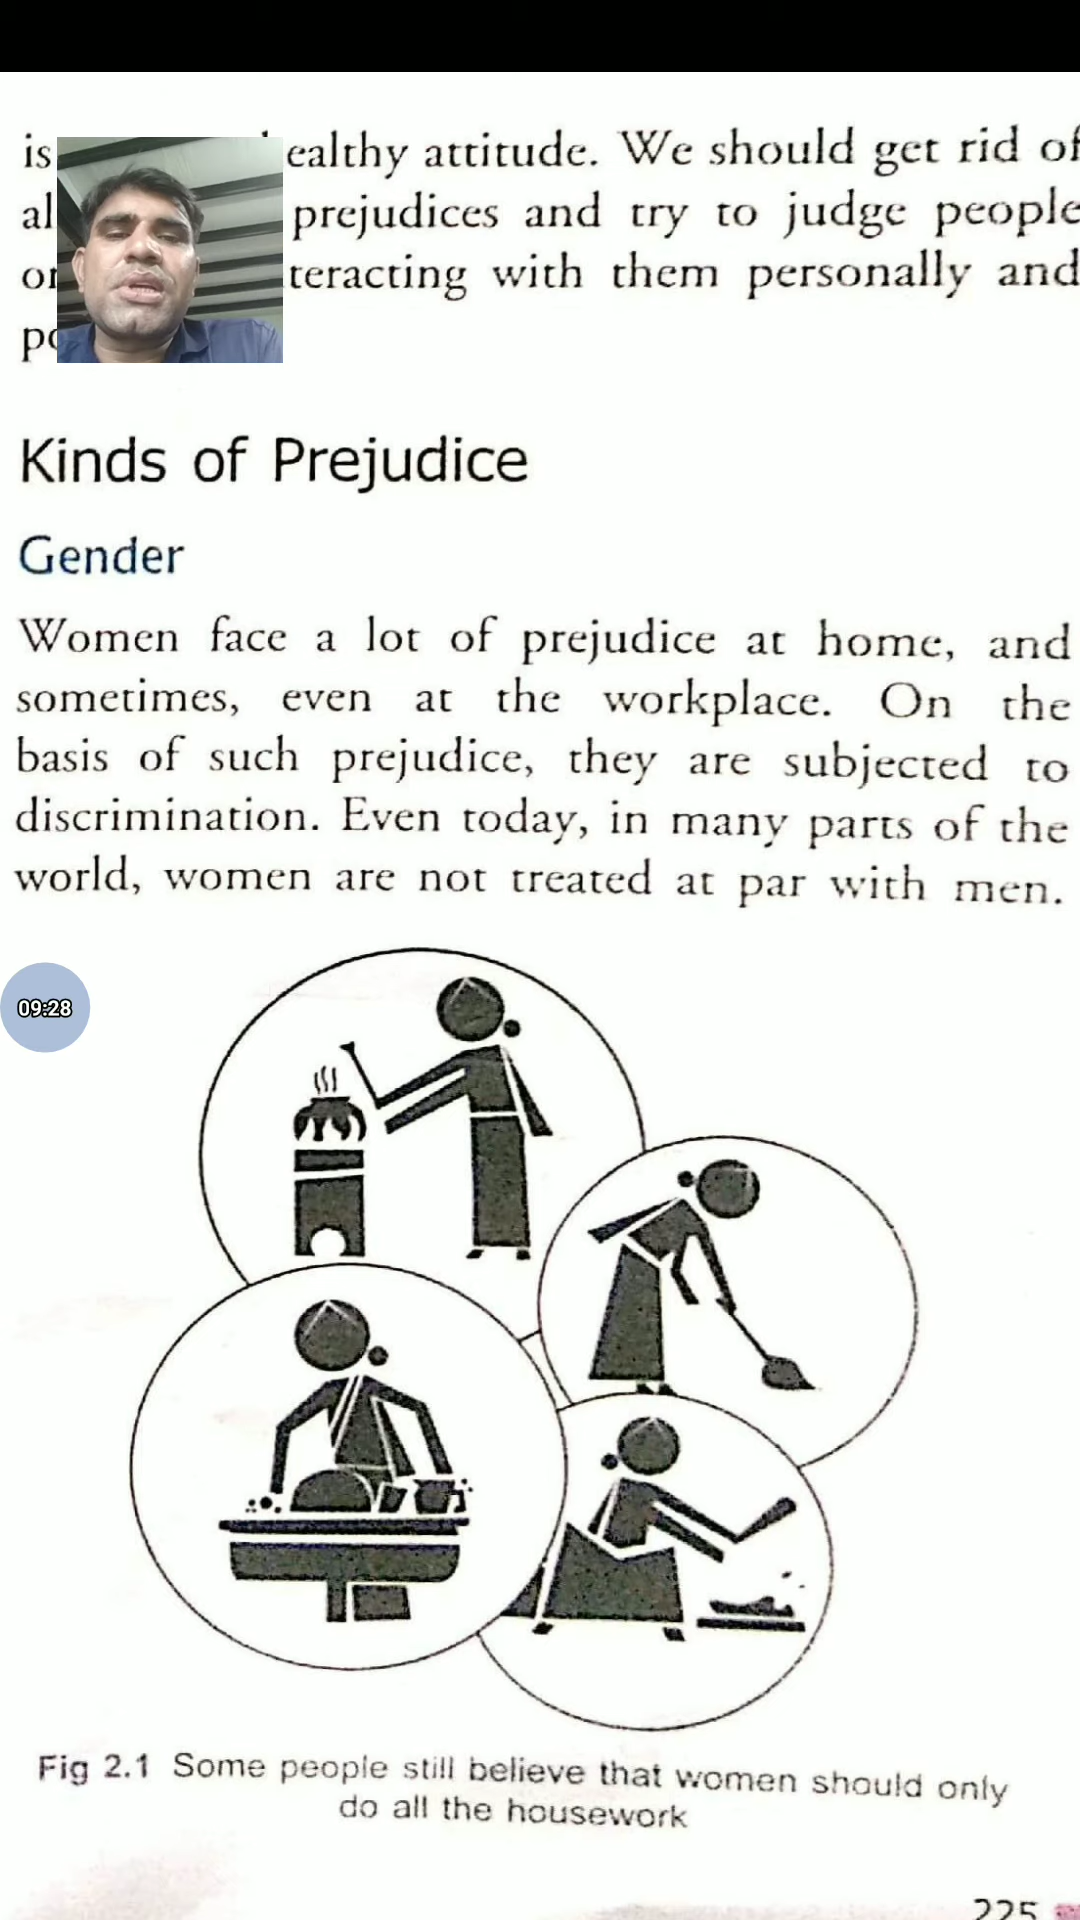 is ealthy attitude. We should get rid of
al prejudices and try to judge people
or teracting with them personally and
po
Kinds of Prejudice
Gender
Women face a lot of prejudice at home, and
sometimes, even at the workplace. On the
basis of such prejudice, they are subjected to
discrimination. Even today, in many parts of the
world, women are not treated at par with men.
09:28
Fig 2.1 Some people still believe that women should only
do all the housework
225